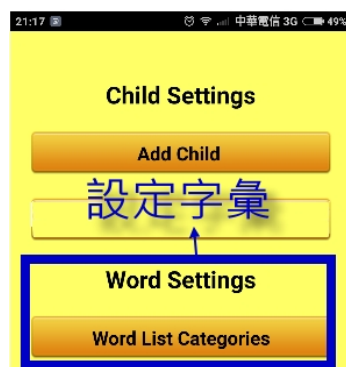 21:17 中華電信 3G 49%
Child Settings
Add Child
設定字彙
Word Settings
Word List Categories